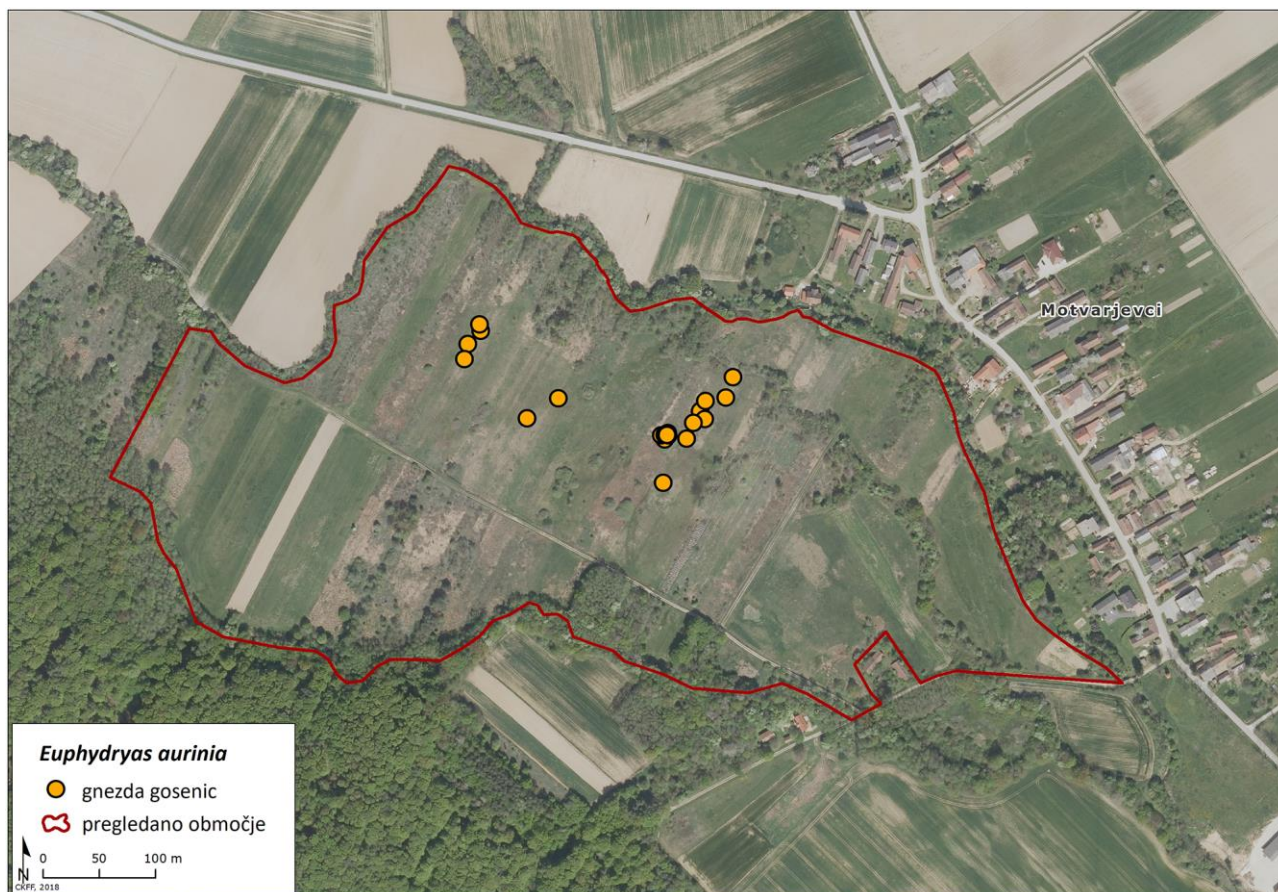 Motvarjevci
Euphydryas aurinia
gnezda gosenic
pregledano območje
0 50 100 m
N
CKFF, 2018